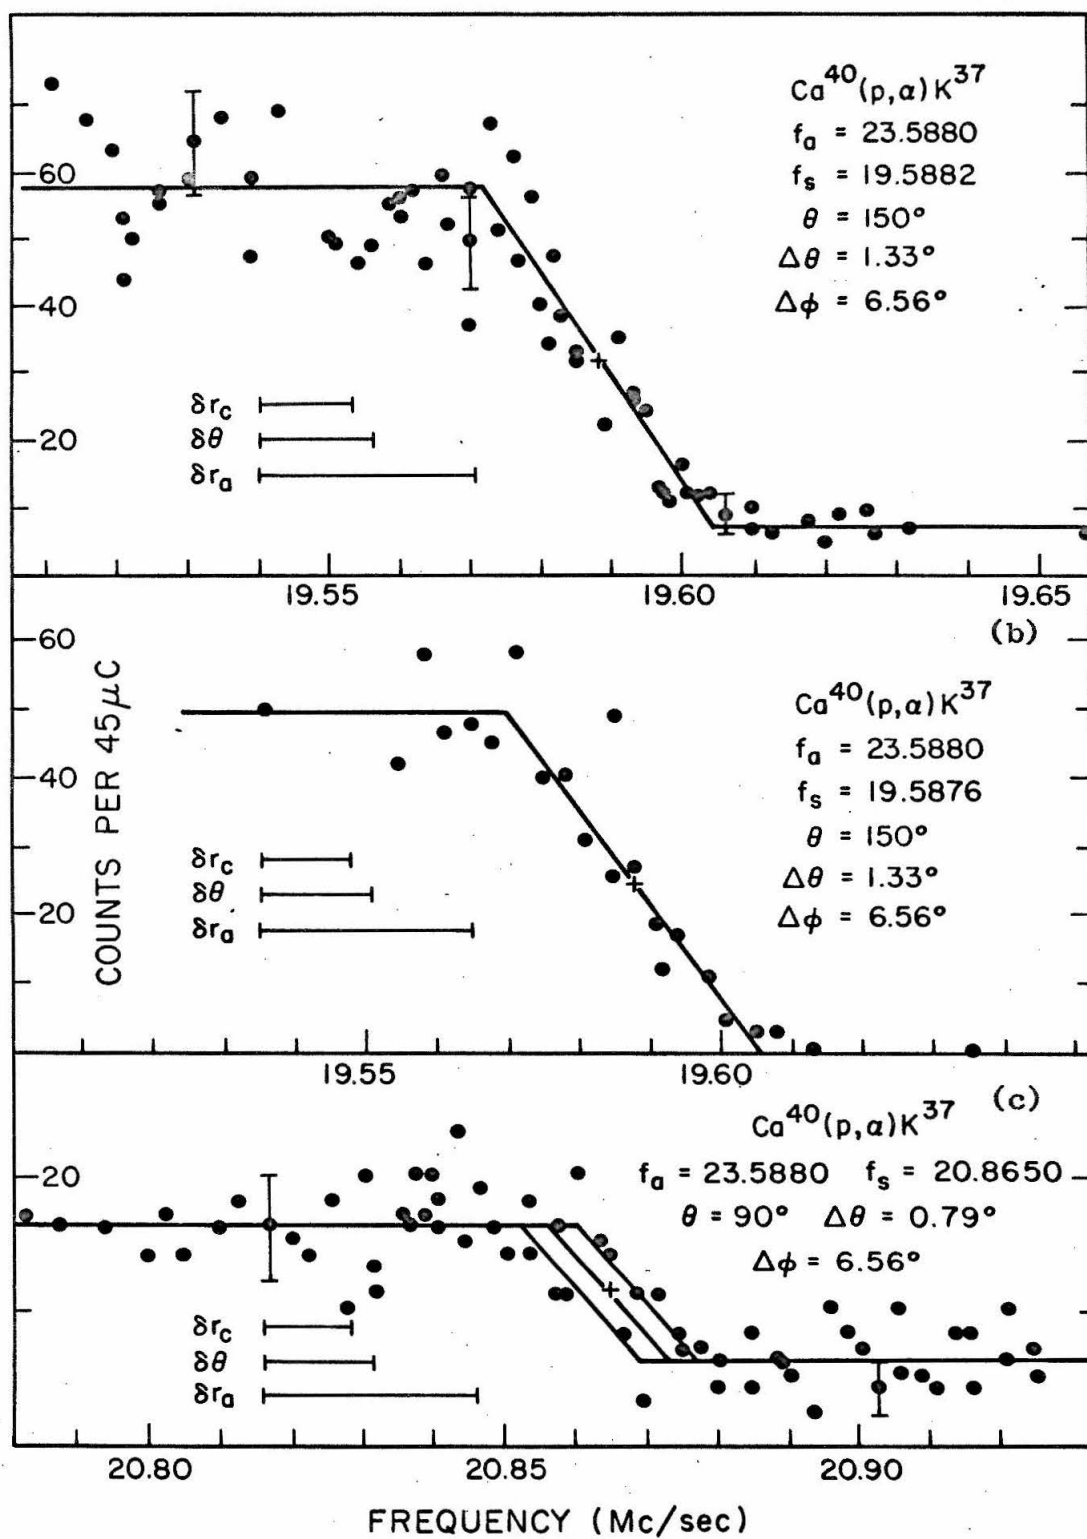 Ca⁴⁰(p,α)K³⁷
fₐ = 23.5880
fₛ = 19.5882
θ = 150°
Δθ = 1.33°
Δϕ = 6.56°
60
40
20
δr_c
δθ
δrₐ
19.55 19.60 19.65
(b)
Ca⁴⁰(p,α)K³⁷
fₐ = 23.5880
fₛ = 19.5876
θ = 150°
Δθ = 1.33°
Δϕ = 6.56°
60
40
20
COUNTS PER 45μC
δr_c
δθ
δrₐ
19.55 19.60
(c)
Ca⁴⁰(p,α)K³⁷
fₐ = 23.5880 fₛ = 20.8650
θ = 90° Δθ = 0.79°
Δϕ = 6.56°
20
δr_c
δθ
δrₐ
20.80 20.85 20.90
FREQUENCY (Mc/sec)